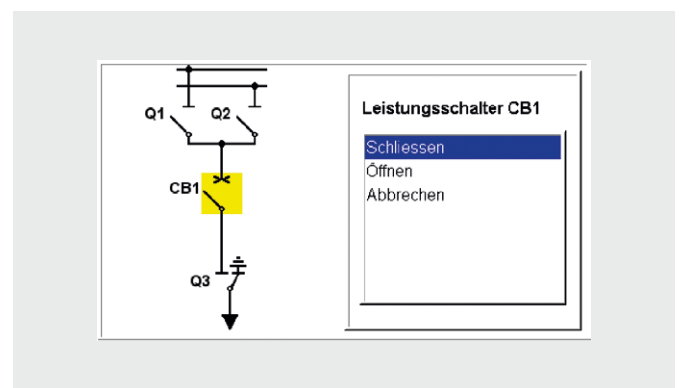 Q1 Q2
CB1
Q3
Leistungsschalter CB1
Schliessen
Öffnen
Abbrechen